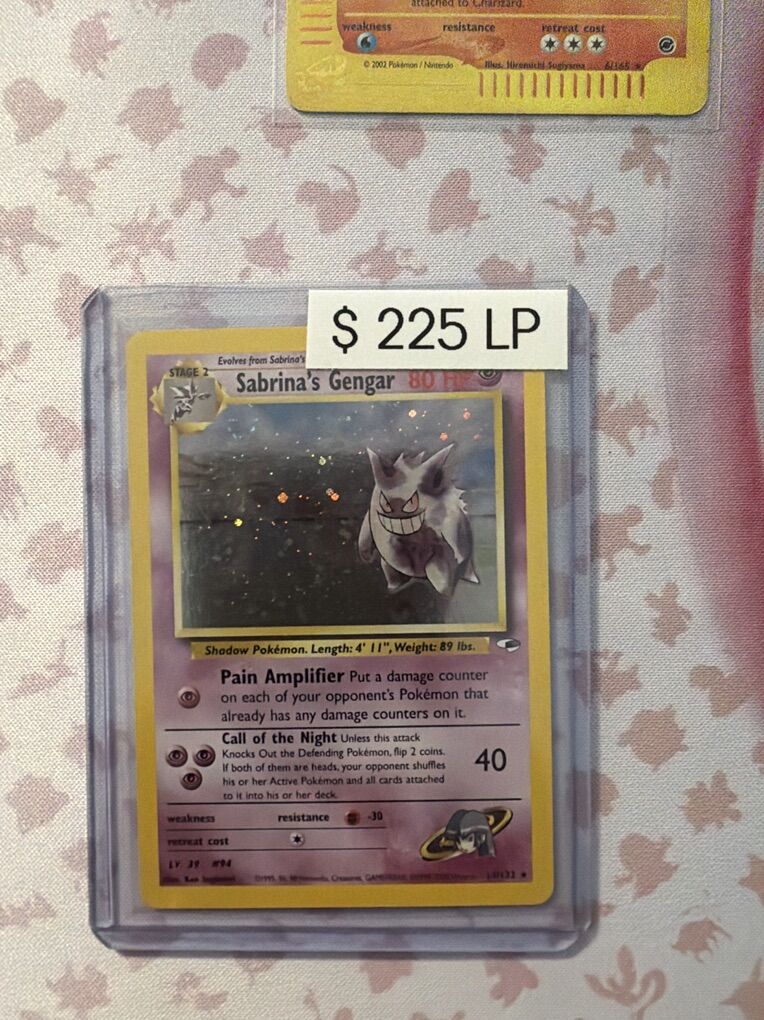 attached to Charizard.
weakness resistance retreat cost
© 2002 Pokémon / Nintendo Illus. Hiromichi Sugiyama 6/165 ★
$ 225 LP
Evolves from Sabrina's
STAGE 2 Sabrina's Gengar 80 HP
Shadow Pokémon. Length: 4' 11", Weight: 89 lbs.
Pain Amplifier Put a damage counter
on each of your opponent's Pokémon that
already has any damage counters on it.
Call of the Night Unless this attack
Knocks Out the Defending Pokémon, flip 2 coins.
If both of them are heads, your opponent shuffles
his or her Active Pokémon and all cards attached
to it into his or her deck.
40
weakness resistance -30
retreat cost
LV. 39 #94
Illus. Ken